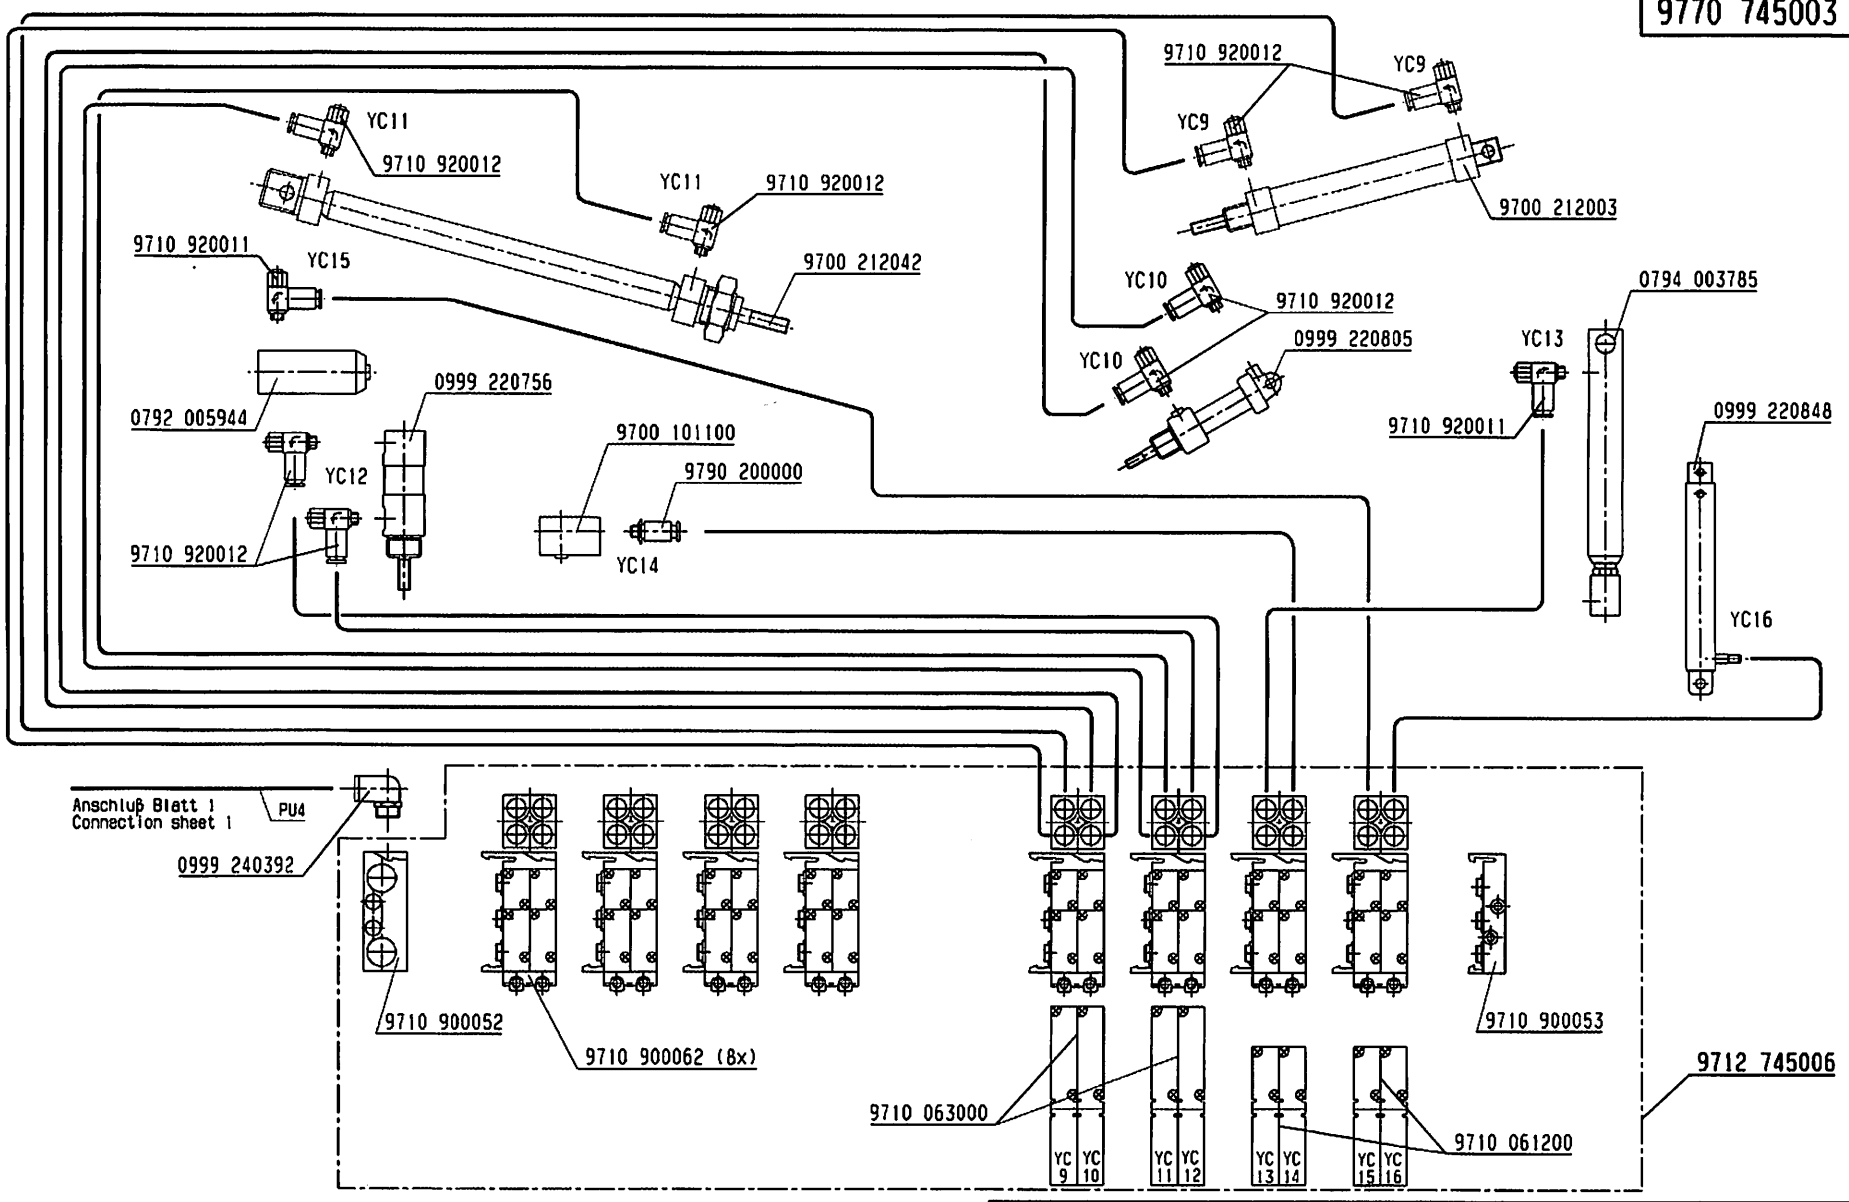 9770 745003
9710 920012
YC9
YC11
YC9
9710 920012
YC11
9710 920012
9700 212003
9710 920011
YC15
9700 212042
YC10
9710 920012
0794 003785
YC13
0999 220805
YC10
0999 220756
0792 005944
9700 101100
9710 920011
0999 220848
YC12
9790 200000
9710 920012
YC14
YC16
Anschluß Blatt 1
Connection sheet 1
PU4
0999 240392
9710 900052
9710 900062 (8x)
9710 900053
9712 745006
9710 063000
9710 061200
YC 9
YC 10
YC 11
YC 12
YC 13
YC 14
YC 15
YC 16